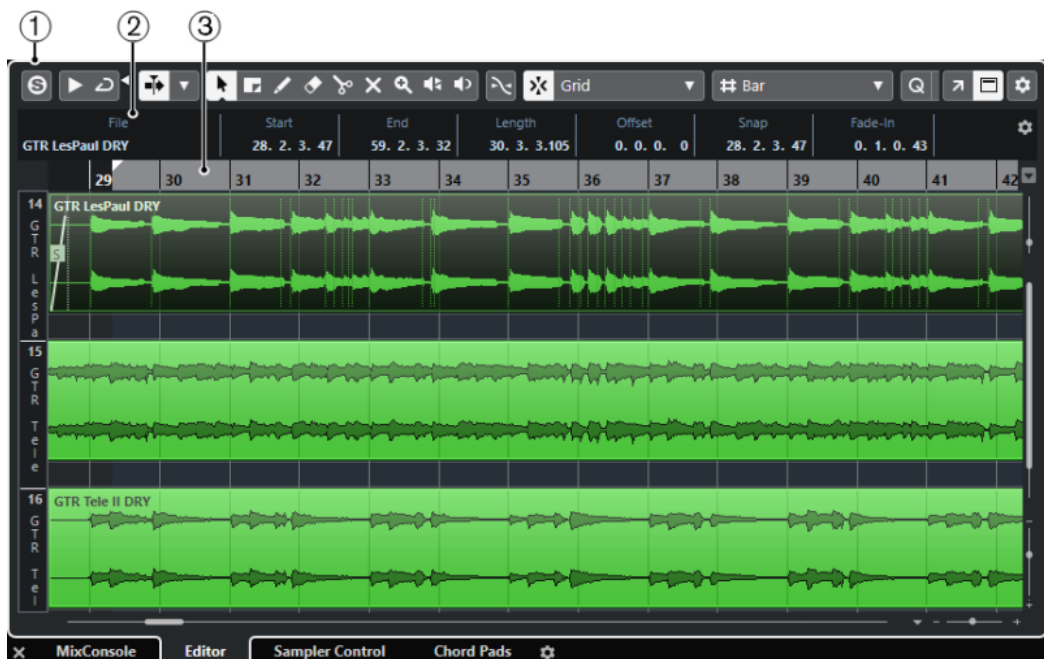 1 2 3
Grid Bar Q
File Start End Length Offset Snap Fade-In
GTR LesPaul DRY 28. 2. 3. 47 59. 2. 3. 32 30. 3. 3.105 0. 0. 0. 0 28. 2. 3. 47 0. 1. 0. 43
29 30 31 32 33 34 35 36 37 38 39 40 41 42
14 GTR LesPaul DRY
GTR LesPa
S
15
GTR Tele
16 GTR Tele II DRY
GTR Tel
MixConsole Editor Sampler Control Chord Pads